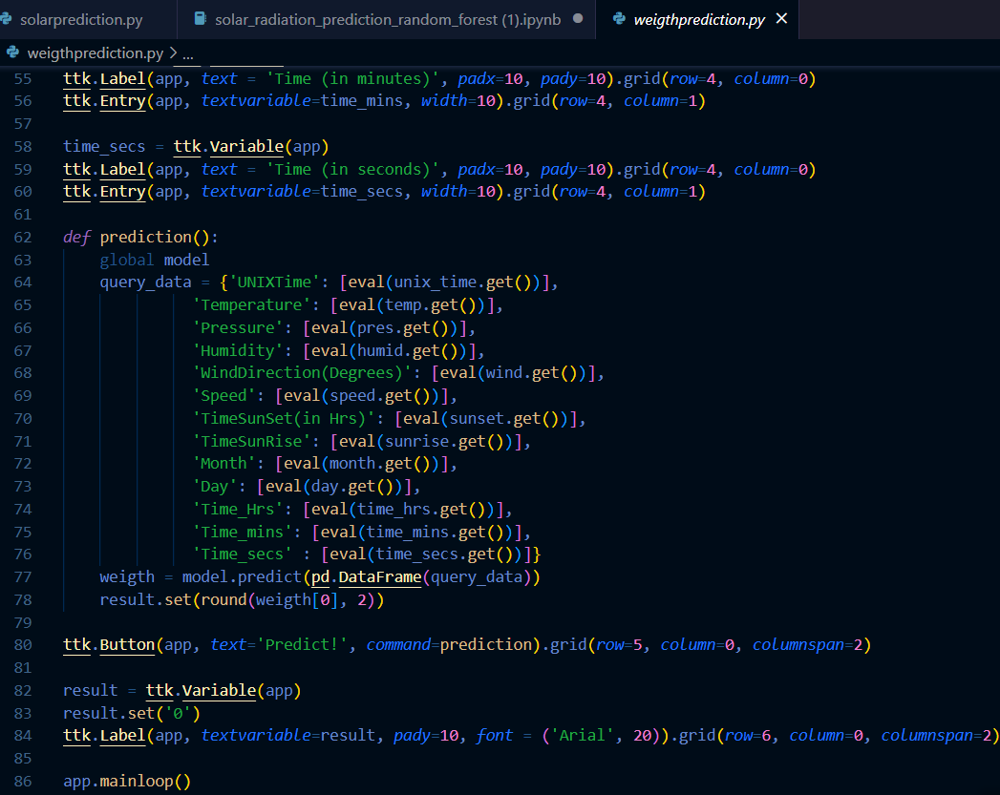 solarprediction.py solar_radiation_prediction_random_forest (1).ipynb weigthprediction.py
weigthprediction.py > ...
55 ttk.Label(app, text = 'Time (in minutes)', padx=10, pady=10).grid(row=4, column=0)
56 ttk.Entry(app, textvariable=time_mins, width=10).grid(row=4, column=1)
57
58 time_secs = ttk.Variable(app)
59 ttk.Label(app, text = 'Time (in seconds)', padx=10, pady=10).grid(row=4, column=0)
60 ttk.Entry(app, textvariable=time_secs, width=10).grid(row=4, column=1)
61
62 def prediction():
63     global model
64     query_data = {'UNIXTime': [eval(unix_time.get())],
65               'Temperature': [eval(temp.get())],
66               'Pressure': [eval(pres.get())],
67               'Humidity': [eval(humid.get())],
68               'WindDirection(Degrees)': [eval(wind.get())],
69               'Speed': [eval(speed.get())],
70               'TimeSunSet(in Hrs)': [eval(sunset.get())],
71               'TimeSunRise': [eval(sunrise.get())],
72               'Month': [eval(month.get())],
73               'Day': [eval(day.get())],
74               'Time_Hrs': [eval(time_hrs.get())],
75               'Time_mins': [eval(time_mins.get())],
76               'Time_secs' : [eval(time_secs.get())]}
77     weigth = model.predict(pd.DataFrame(query_data))
78     result.set(round(weigth[0], 2))
79
80 ttk.Button(app, text='Predict!', command=prediction).grid(row=5, column=0, columnspan=2)
81
82 result = ttk.Variable(app)
83 result.set('0')
84 ttk.Label(app, textvariable=result, pady=10, font = ('Arial', 20)).grid(row=6, column=0, columnspan=2)
85
86 app.mainloop()